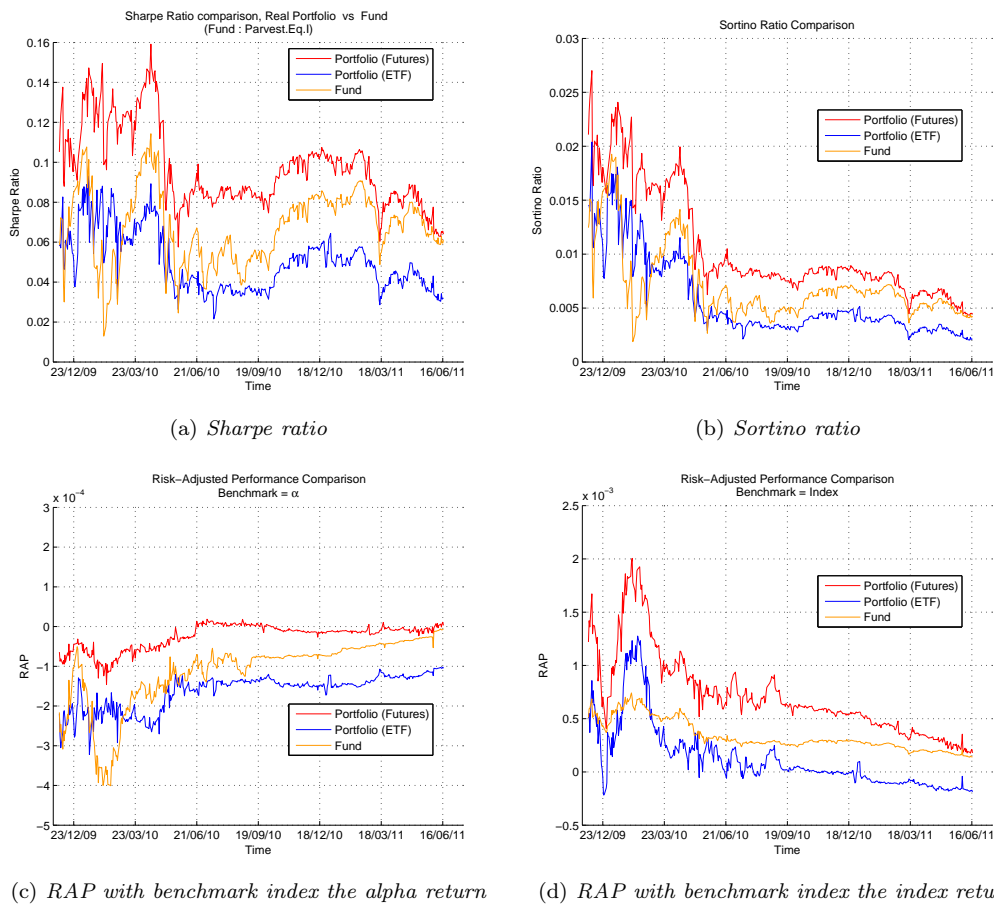 Sharpe Ratio comparison, Real Portfolio vs Fund
(Fund : Parvest.Eq.I)
0.16
0.14
0.12
0.1
0.08
0.06
0.04
0.02
0
Sharpe Ratio
Portfolio (Futures)
Portfolio (ETF)
Fund
23/12/09 23/03/10 21/06/10 19/09/10 18/12/10 18/03/11 16/06/11
Time
(a) Sharpe ratio
Sortino Ratio Comparison
0.03
0.025
0.02
0.015
0.01
0.005
0
Sortino Ratio
Portfolio (Futures)
Portfolio (ETF)
Fund
23/12/09 23/03/10 21/06/10 19/09/10 18/12/10 18/03/11 16/06/11
Time
(b) Sortino ratio
Risk−Adjusted Performance Comparison
Benchmark = α
x 10−4
3
2
1
0
−1
−2
−3
−4
−5
RAP
Portfolio (Futures)
Portfolio (ETF)
Fund
23/12/09 23/03/10 21/06/10 19/09/10 18/12/10 18/03/11 16/06/11
Time
(c) RAP with benchmark index the alpha return
Risk−Adjusted Performance Comparison
Benchmark = Index
x 10−3
2.5
2
1.5
1
0.5
0
−0.5
RAP
Portfolio (Futures)
Portfolio (ETF)
Fund
23/12/09 23/03/10 21/06/10 19/09/10 18/12/10 18/03/11 16/06/11
Time
(d) RAP with benchmark index the index retu